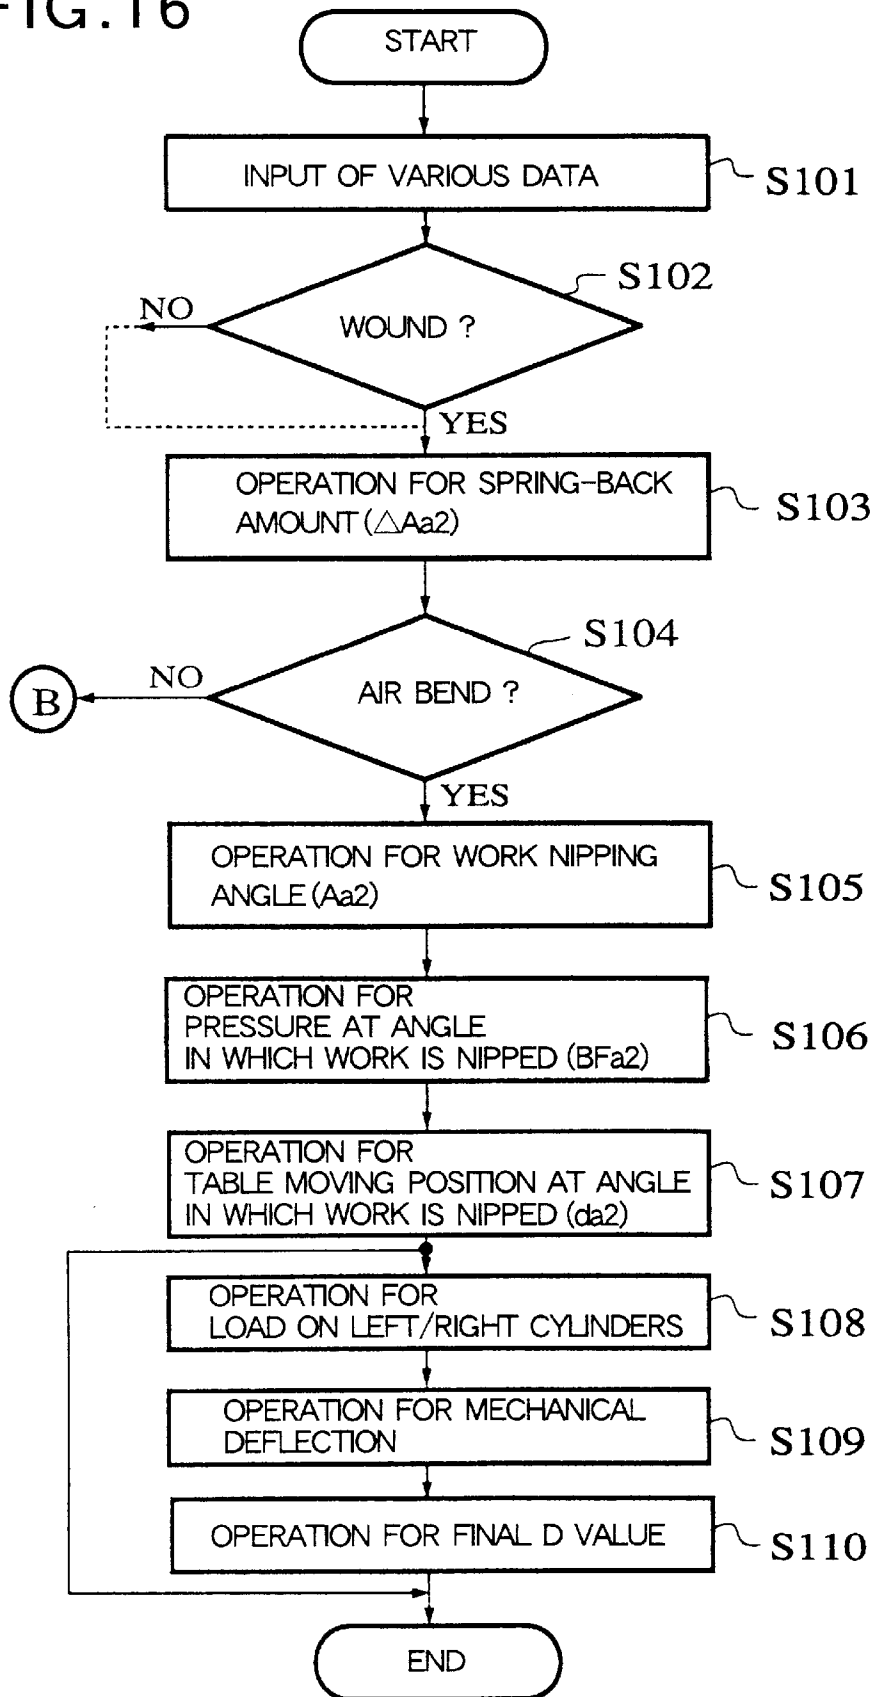 FIG.16
START
INPUT OF VARIOUS DATA
S101
S102
NO
WOUND ?
YES
OPERATION FOR SPRING-BACK
AMOUNT (△Aa2)
S103
S104
NO
AIR BEND ?
B
YES
OPERATION FOR WORK NIPPING
ANGLE (Aa2)
S105
OPERATION FOR
PRESSURE AT ANGLE
IN WHICH WORK IS NIPPED (BFa2)
S106
OPERATION FOR
TABLE MOVING POSITION AT ANGLE
IN WHICH WORK IS NIPPED (da2)
S107
OPERATION FOR
LOAD ON LEFT/RIGHT CYLINDERS
S108
OPERATION FOR MECHANICAL
DEFLECTION
S109
OPERATION FOR FINAL D VALUE
S110
END